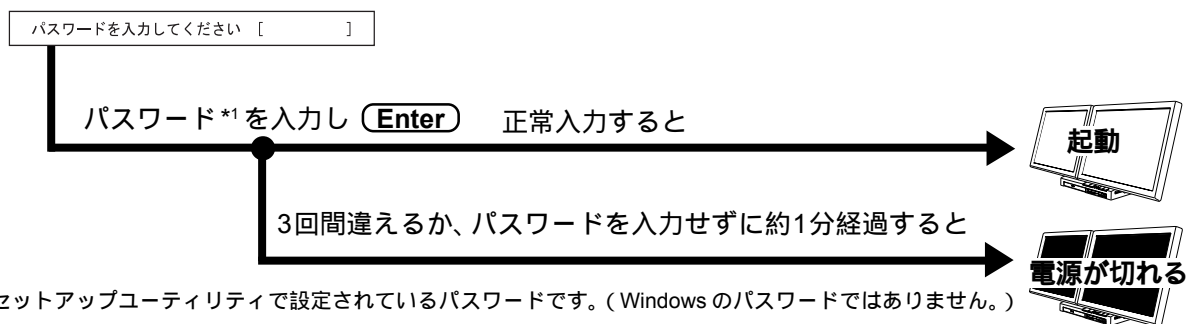 パスワードを入力してください [ ]
パスワード*1を入力し Enter 正常入力すると
起動
3回間違えるか、パスワードを入力せずに約1分経過すると
電源が切れる
セットアップユーティリティで設定されているパスワードです。(Windows のパスワードではありません。)